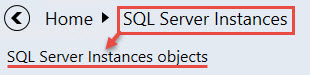 Home ▶ SQL Server Instances
SQL Server Instances objects